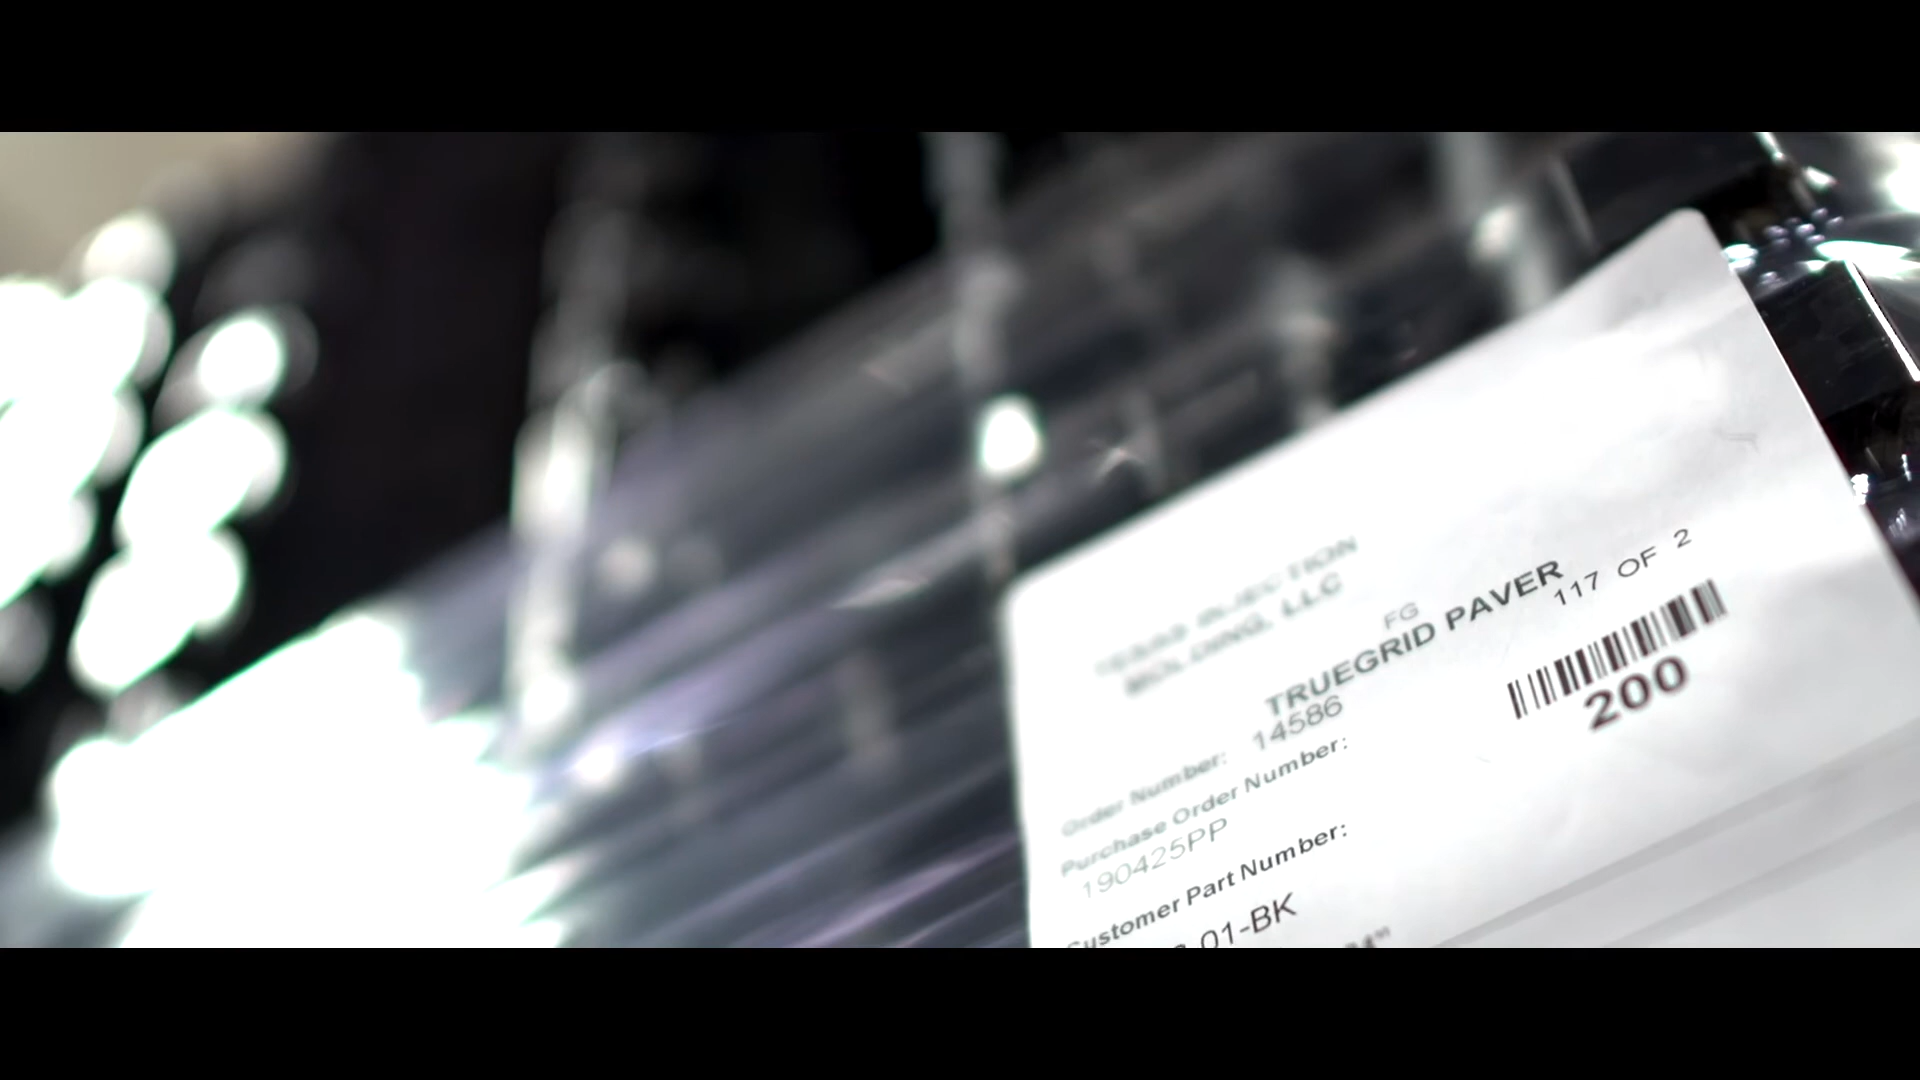 TEXAS INJECTION
MOLDING, LLC
FG
TRUEGRID PAVER
117 OF 2
Order Number: 14586
200
Purchase Order Number:
190425PP
Customer Part Number:
01-BK